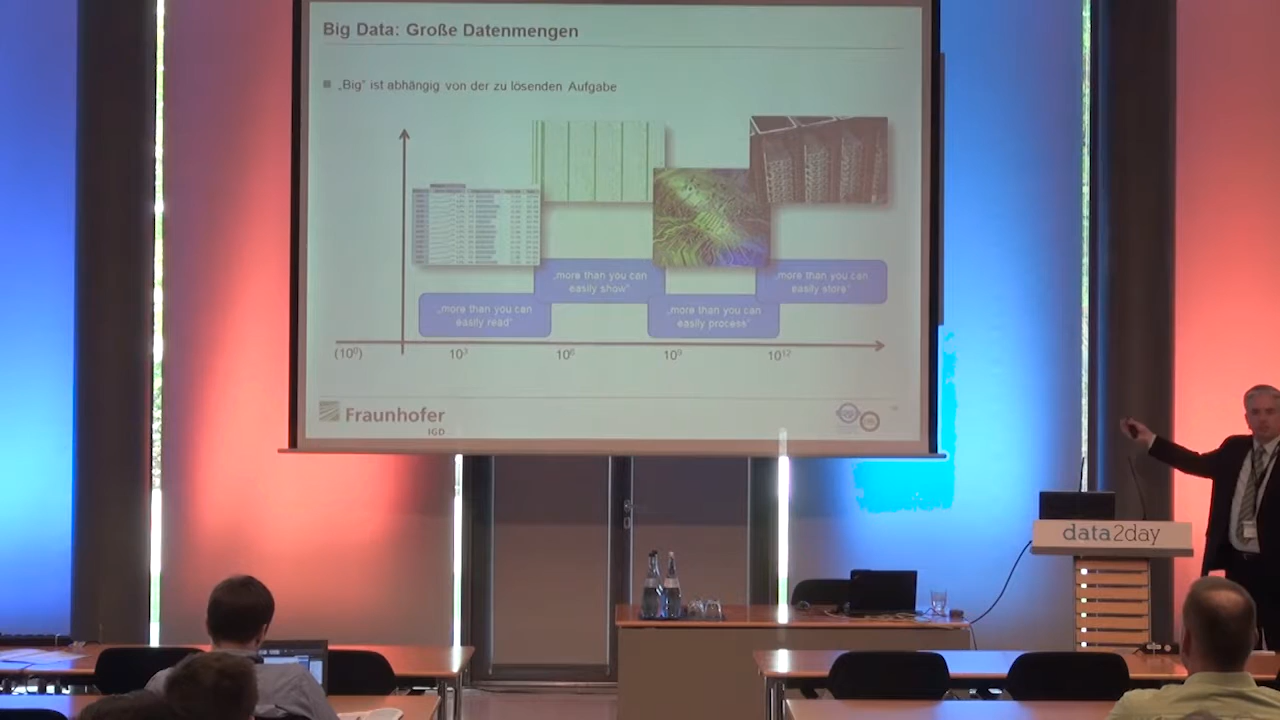 Big Data: Große Datenmengen
„Big“ ist abhängig von der zu lösenden Aufgabe
„more than you can
easily read“
„more than you can
easily show“
„more than you can
easily process“
„more than you can
easily store“
(10⁰)
10³
10⁶
10⁹
10¹²
Fraunhofer
IGD
data2day